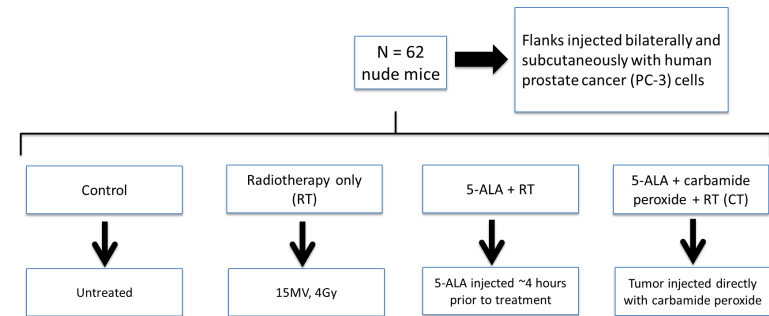 N = 62
nude mice
Flanks injected bilaterally and
subcutaneously with human
prostate cancer (PC-3) cells
Control
Radiotherapy only
(RT)
5-ALA + RT
5-ALA + carbamide
peroxide + RT (CT)
Untreated
15MV, 4Gy
5-ALA injected ~4 hours
prior to treatment
Tumor injected directly
with carbamide peroxide